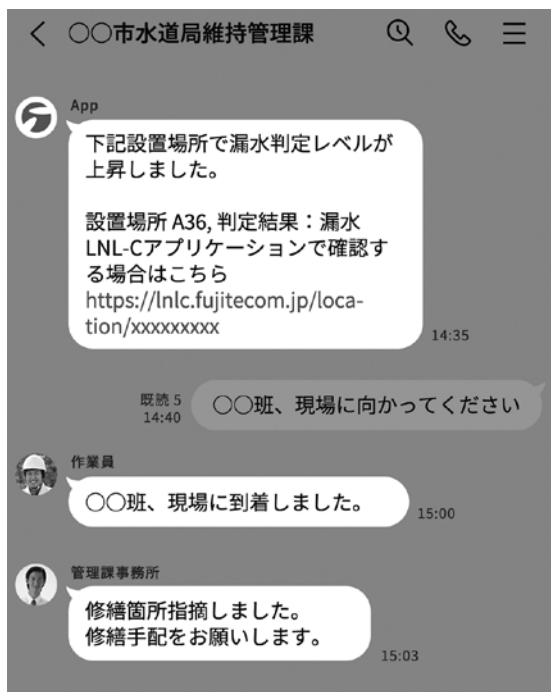 ○○市水道局維持管理課
App
下記設置場所で漏水判定レベルが
上昇しました。
設置場所 A36, 判定結果：漏水
LNL-Cアプリケーションで確認す
る場合はこちら
https://lnlc.fujitecom.jp/loca-
tion/xxxxxxxxx
14:35
既読 5
14:40
○○班、現場に向かってください
作業員
○○班、現場に到着しました。
15:00
管理課事務所
修繕箇所指摘しました。
修繕手配をお願いします。
15:03